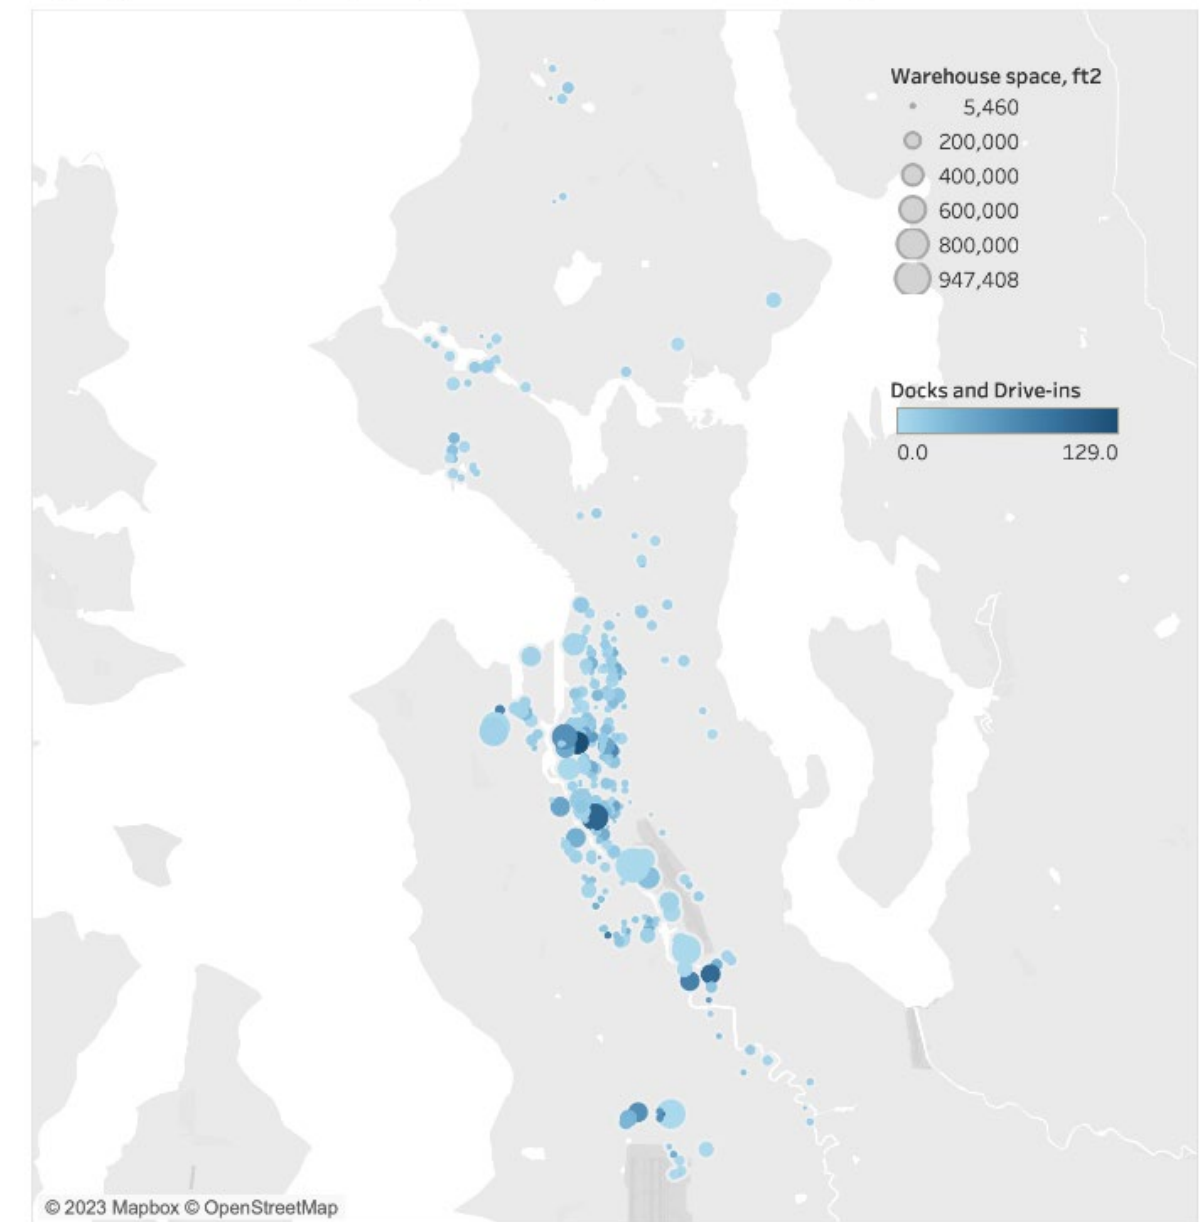 Warehouse space, ft2
5,460
200,000
400,000
600,000
800,000
947,408
Docks and Drive-ins
0.0 129.0
© 2023 Mapbox © OpenStreetMap